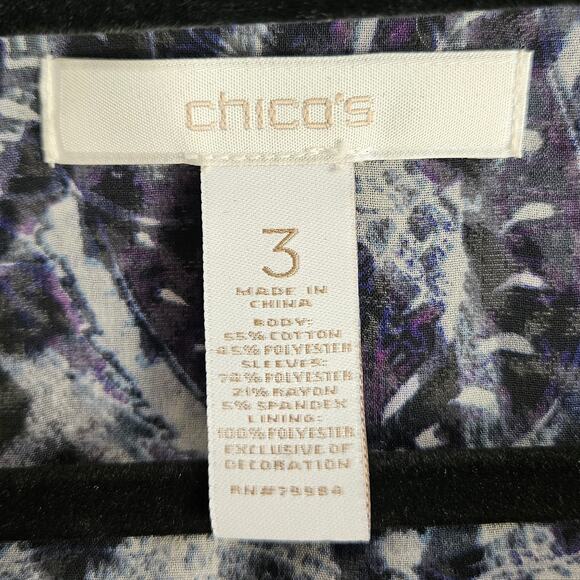 chico's
3
MADE IN
CHINA
BODY:
55% COTTON
45% POLYESTER
SLEEVES:
74% POLYESTER
21% RAYON
5% SPANDEX
LINING:
100% POLYESTER
EXCLUSIVE OF
DECORATION
RN#79984